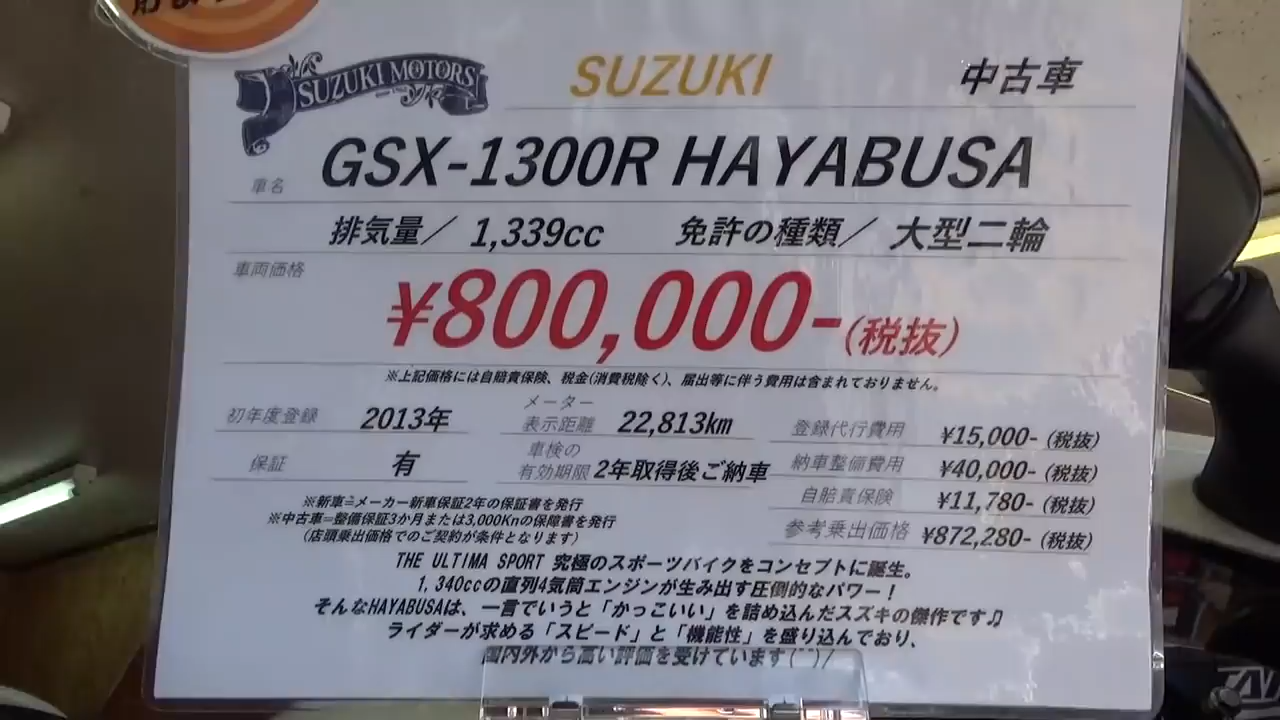 SUZUKI MOTORS
SUZUKI 中古車
車名 GSX-1300R HAYABUSA
排気量／ 1,339cc 免許の種類／ 大型二輪
車両価格
¥800,000-(税抜)
※上記価格には自賠責保険、税金(消費税除く)、届出等に伴う費用は含まれておりません。
初年度登録 2013年
メーター
表示距離 22,813km
保証 有
車検の
有効期限 2年取得後ご納車
登録代行費用 ¥15,000- (税抜)
納車整備費用 ¥40,000- (税抜)
自賠責保険 ¥11,780- (税抜)
参考乗出価格 ¥872,280- (税抜)
※新車=メーカー新車保証2年の保証書を発行
※中古車=整備保証3か月または3,000Knの保障書を発行
(店頭乗出価格でのご契約が条件となります)
THE ULTIMA SPORT 究極のスポーツバイクをコンセプトに誕生。
1,340ccの直列4気筒エンジンが生み出す圧倒的なパワー！
そんなHAYABUSAは、一言でいうと「かっこいい」を詰め込んだスズキの傑作です♫
ライダーが求める「スピード」と「機能性」を盛り込んでおり、
国内外から高い評価を受けています(^^)/